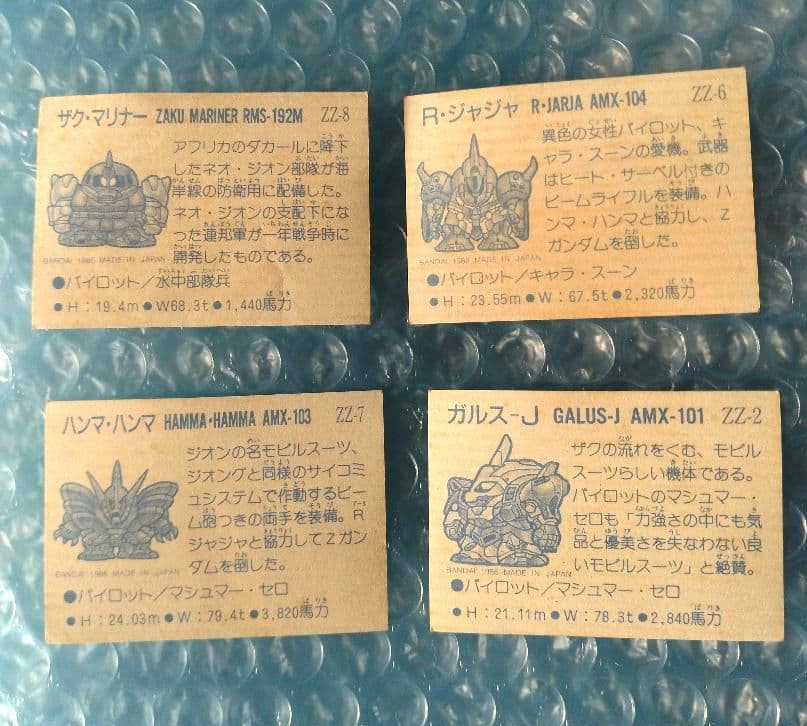 ザク・マリナー ZAKU MARINER RMS-192M ZZ-8
アフリカのダカールに降下
したネオ・ジオン部隊が海
岸線の防衛用に配備した。
ネオ・ジオンの支配下にな
った連邦軍が一年戦争時に
開発したものである。
BANDAI 1986 MADE IN JAPAN
●パイロット/水中部隊兵
●H:19.4m●W68.3t●1,440馬力
R・ジャジャ R・JARJA AMX-104 ZZ-6
異色の女性パイロット、キ
ャラ・スーンの愛機。武器
はヒート・サーベル付きの
ビームライフルを装備。ハ
ンマ・ハンマと協力し、Z
ガンダムを倒した。
BANDAI 1986 MADE IN JAPAN
●パイロット/キャラ・スーン
●H:23.55m●W:67.5t●2,320馬力
ハンマ・ハンマ HAMMA・HAMMA AMX-103 ZZ-7
ジオンの名モビルスーツ、
ジオングと同様のサイコミ
ュシステムで作動するビー
ム砲つきの両手を装備。R
ジャジャと協力してZガン
ダムを倒した。
BANDAI 1986 MADE IN JAPAN
●パイロット/マシュマー・セロ
●H:24.03m●W:79.4t●3,820馬力
ガルス-J GALUS-J AMX-101 ZZ-2
ザクの流れをくむ、モビル
スーツらしい機体である。
パイロットのマシュマー・
セロも「力強さの中にも気
品と優美さを失なわない良
いモビルスーツ」と絶賛。
BANDAI 1986 MADE IN JAPAN
●パイロット/マシュマー・セロ
●H:21.11m●W:78.3t●2,840馬力